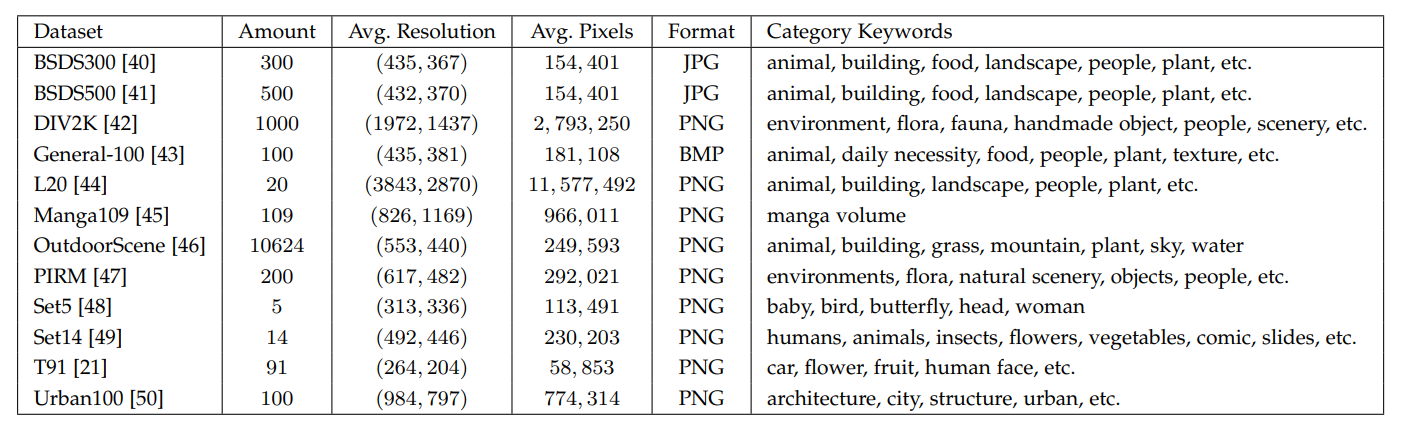 Dataset Amount Avg. Resolution Avg. Pixels Format Category Keywords
BSDS300 [40] 300 (435, 367) 154, 401 JPG animal, building, food, landscape, people, plant, etc.
BSDS500 [41] 500 (432, 370) 154, 401 JPG animal, building, food, landscape, people, plant, etc.
DIV2K [42] 1000 (1972, 1437) 2, 793, 250 PNG environment, flora, fauna, handmade object, people, scenery, etc.
General-100 [43] 100 (435, 381) 181, 108 BMP animal, daily necessity, food, people, plant, texture, etc.
L20 [44] 20 (3843, 2870) 11, 577, 492 PNG animal, building, landscape, people, plant, etc.
Manga109 [45] 109 (826, 1169) 966, 011 PNG manga volume
OutdoorScene [46] 10624 (553, 440) 249, 593 PNG animal, building, grass, mountain, plant, sky, water
PIRM [47] 200 (617, 482) 292, 021 PNG environments, flora, natural scenery, objects, people, etc.
Set5 [48] 5 (313, 336) 113, 491 PNG baby, bird, butterfly, head, woman
Set14 [49] 14 (492, 446) 230, 203 PNG humans, animals, insects, flowers, vegetables, comic, slides, etc.
T91 [21] 91 (264, 204) 58, 853 PNG car, flower, fruit, human face, etc.
Urban100 [50] 100 (984, 797) 774, 314 PNG architecture, city, structure, urban, etc.